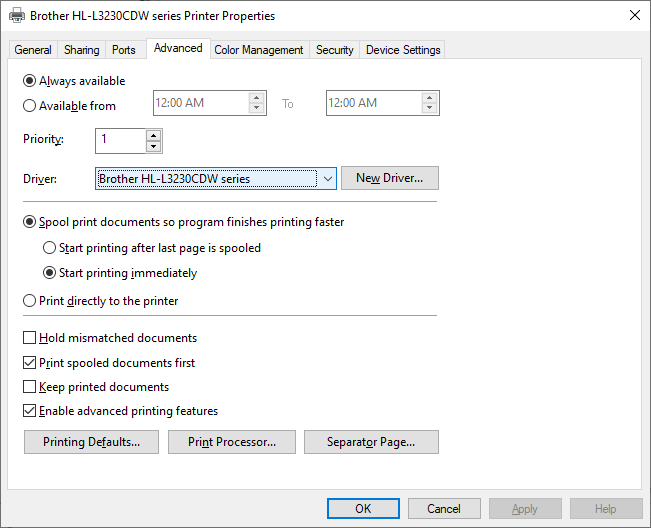 Brother HL-L3230CDW series Printer Properties
General Sharing Ports Advanced Color Management Security Device Settings
Always available
Available from 12:00 AM To 12:00 AM
Priority: 1
Driver: Brother HL-L3230CDW series New Driver...
Spool print documents so program finishes printing faster
Start printing after last page is spooled
Start printing immediately
Print directly to the printer
Hold mismatched documents
Print spooled documents first
Keep printed documents
Enable advanced printing features
Printing Defaults... Print Processor... Separator Page...
OK Cancel Apply Help